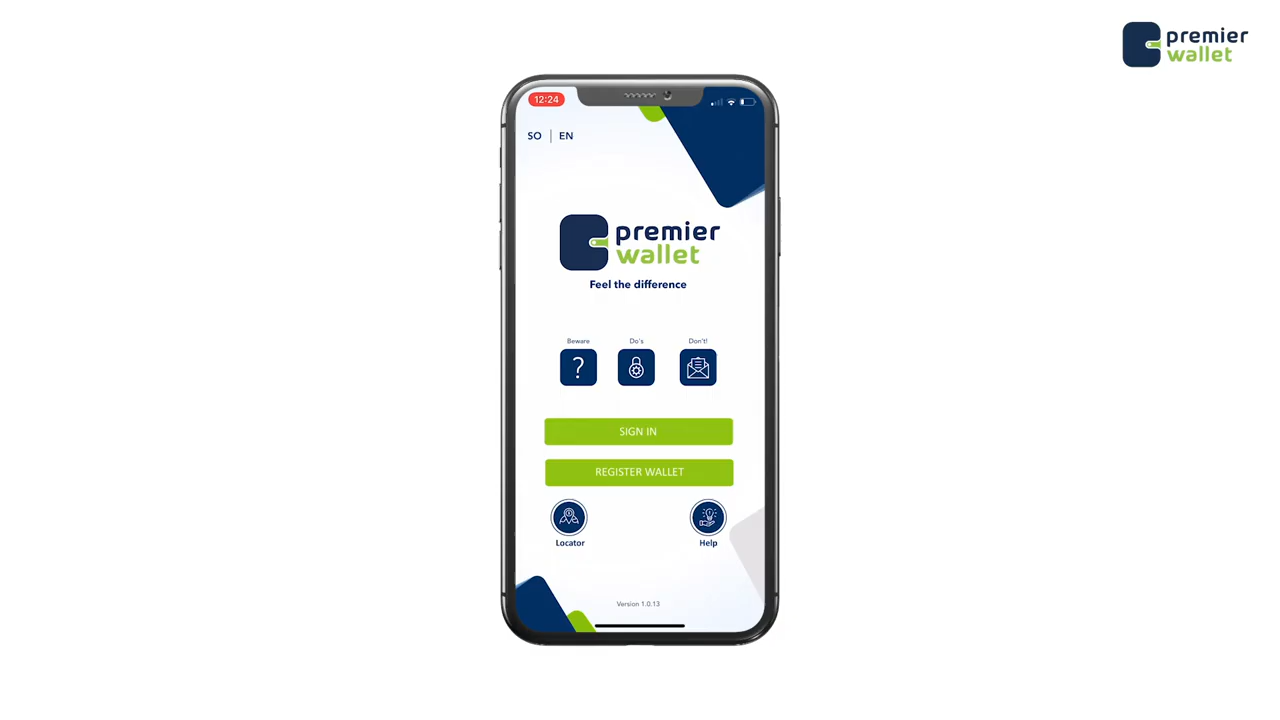 premier
wallet
12:24
SO | EN
premier
wallet
Feel the difference
Beware
Do's
Don't!
SIGN IN
REGISTER WALLET
Locator
Help
Version 1.0.13